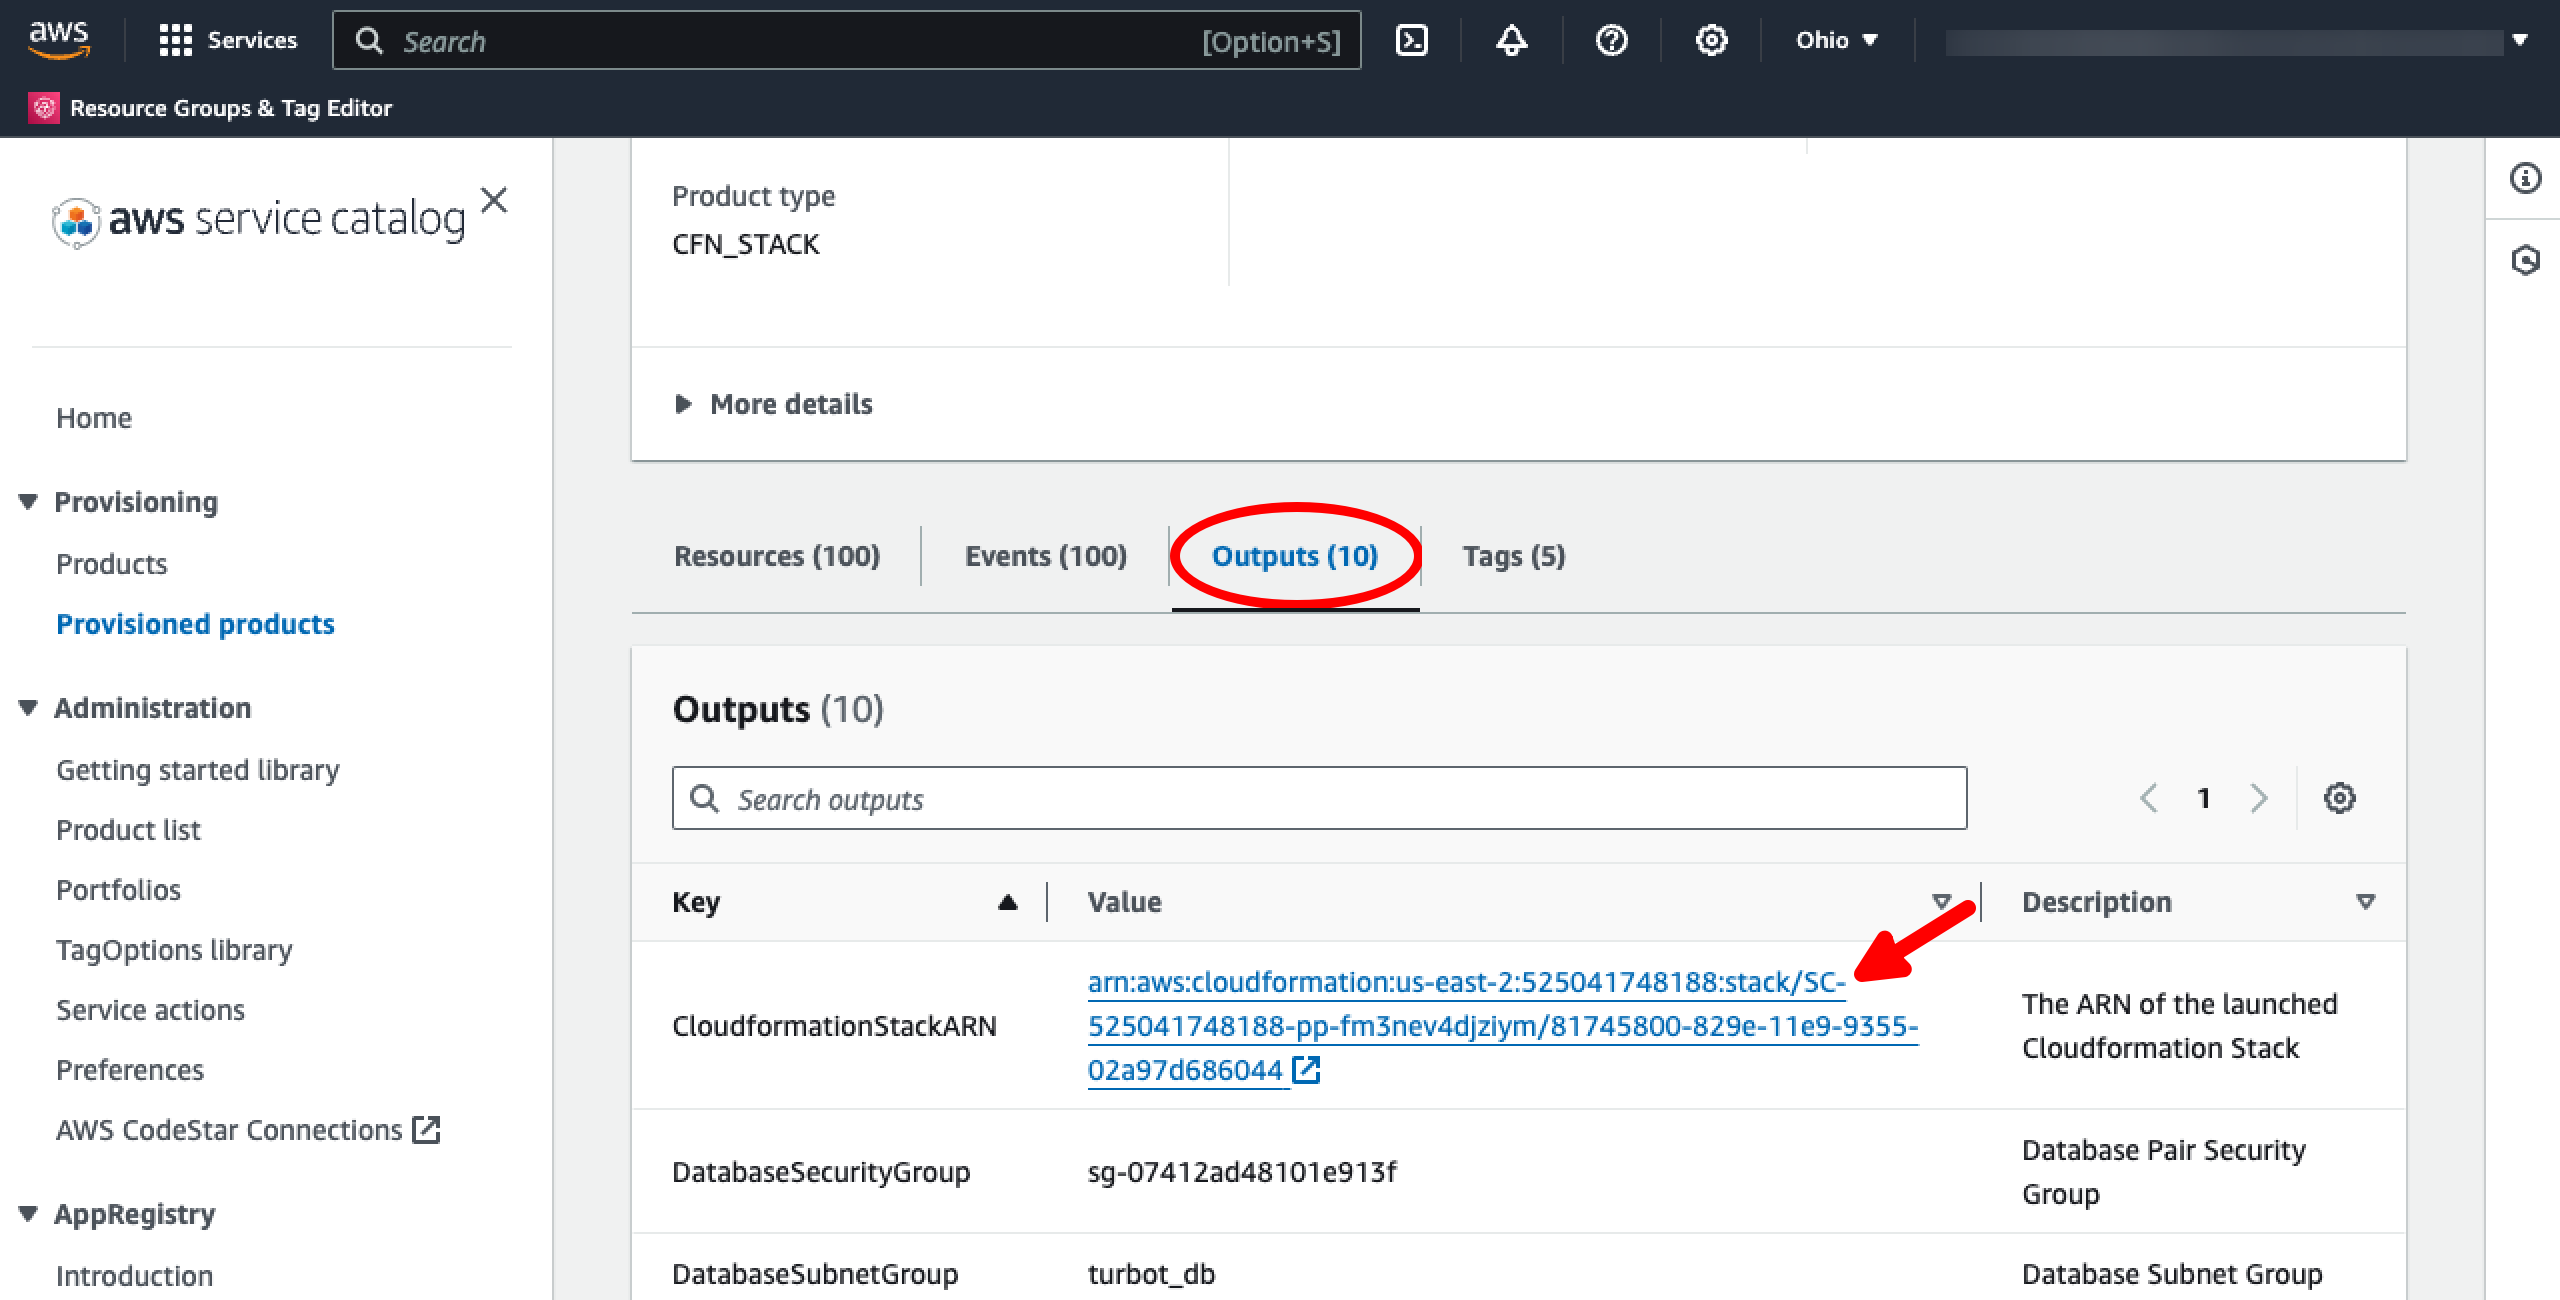 aws
Services
Search
[Option+S]
Ohio
Resource Groups & Tag Editor
aws service catalog
Home
Provisioning
Products
Provisioned products
Administration
Getting started library
Product list
Portfolios
TagOptions library
Service actions
Preferences
AWS CodeStar Connections
AppRegistry
Introduction
Product type
CFN_STACK
More details
Resources (100)
Events (100)
Outputs (10)
Tags (5)
Outputs (10)
Search outputs
1
Key
Value
Description
CloudformationStackARN
arn:aws:cloudformation:us-east-2:525041748188:stack/SC-
525041748188-pp-fm3nev4djziym/81745800-829e-11e9-9355-
02a97d686044
The ARN of the launched
Cloudformation Stack
DatabaseSecurityGroup
sg-07412ad48101e913f
Database Pair Security
Group
DatabaseSubnetGroup
turbot_db
Database Subnet Group